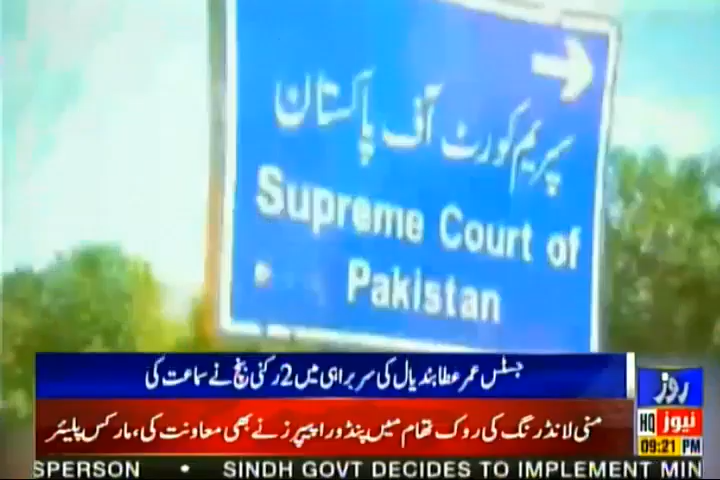 سپریم کورٹ آف پاکستان
Supreme Court of
Pakistan
جسٹس عمر عطا بندیال کی سربراہی میں 2 رکنی بنچ نے سماعت کی
منی لانڈرنگ کی روک تھام میں پنڈورا پیپرز نے بھی معاونت کی، مارکس پلیئر
روز
HQ نیوز
09:21 PM
SPERSON • SINDH GOVT DECIDES TO IMPLEMENT MIN